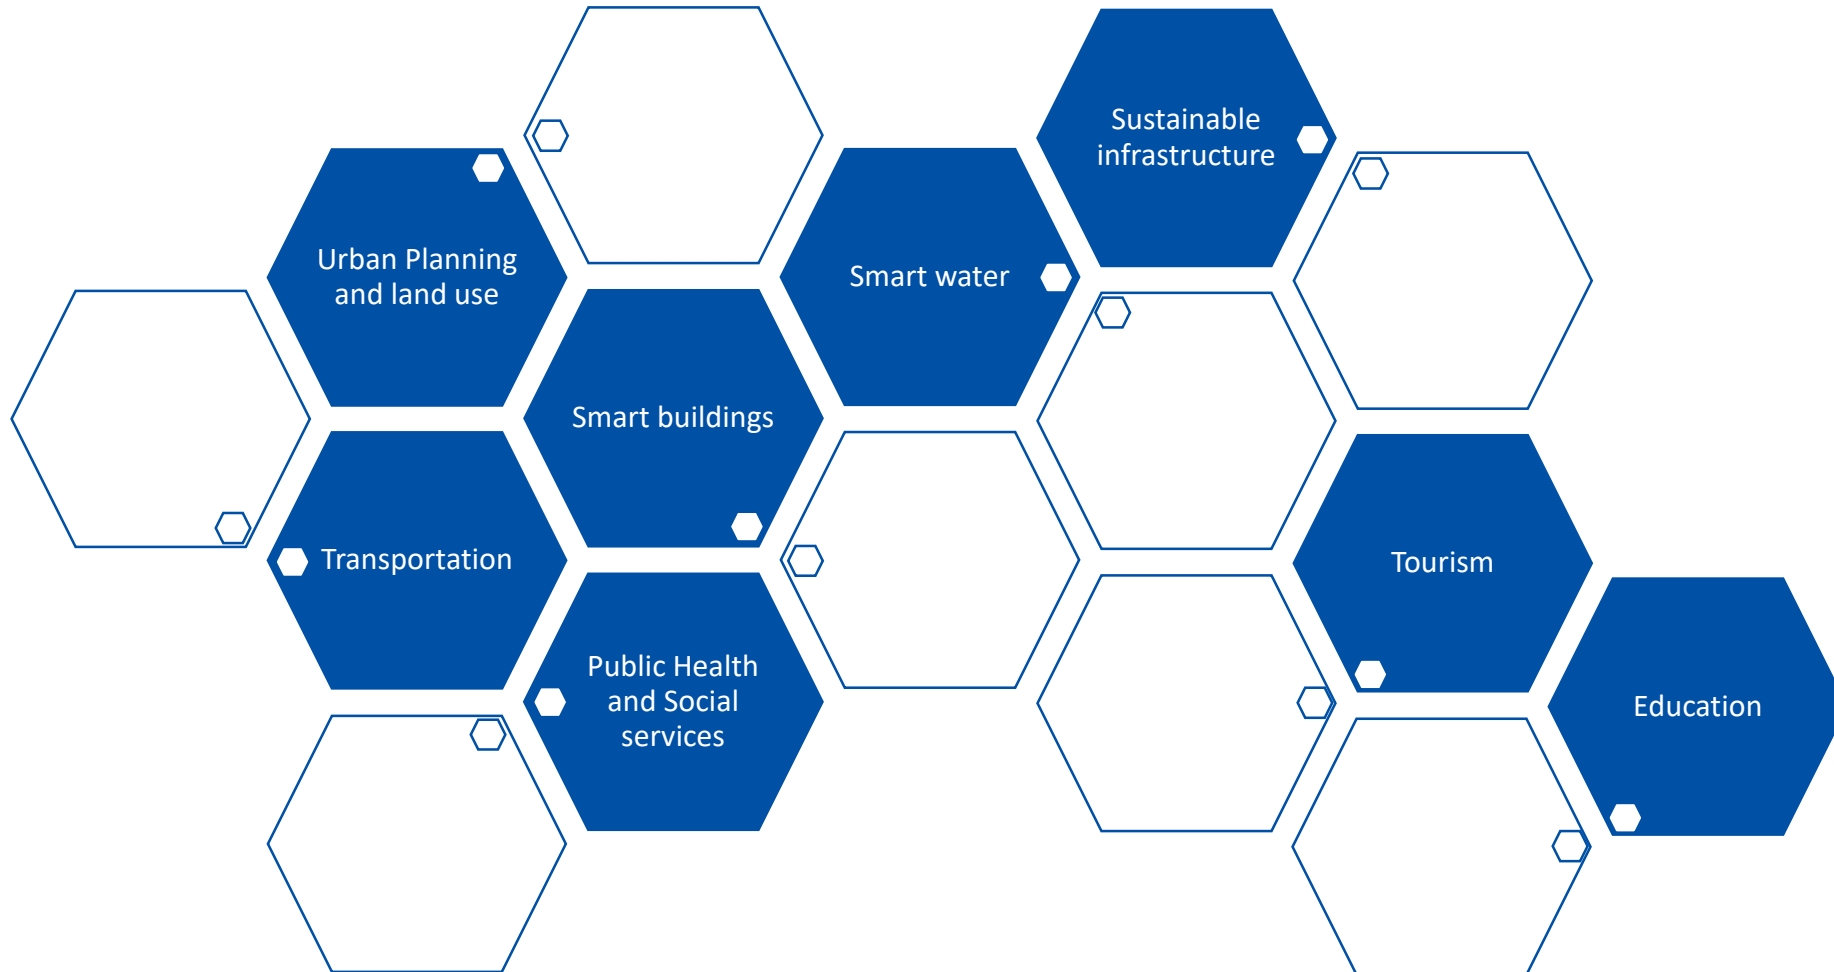 Sustainable
infrastructure
Urban Planning
and land use
Smart water
Smart buildings
Transportation
Tourism
Public Health
and Social
services
Education